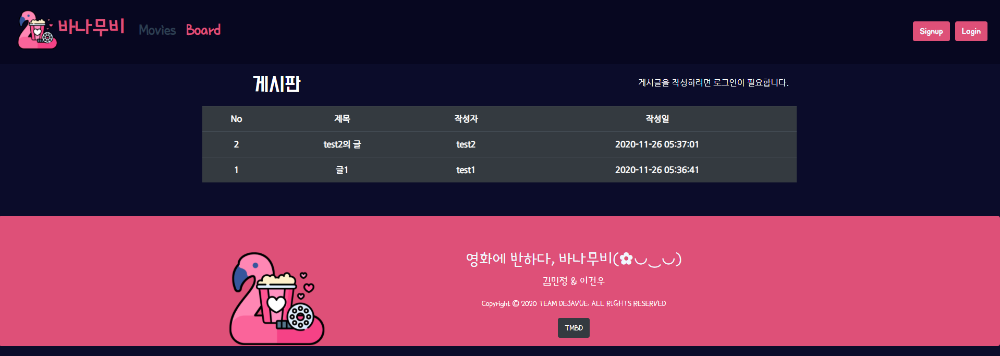 바나무비 Movies Board Signup Login
게시판 게시글을 작성하려면 로그인이 필요합니다.
No 제목 작성자 작성일
2 test2의 글 test2 2020-11-26 05:37:01
1 글1 test1 2020-11-26 05:36:41
영화에 반하다, 바나무비(✿◡‿◡)
김민정 & 이건우
Copyright © 2020 TEAM DEJAVUE. ALL RIGHTS RESERVED
TMBD